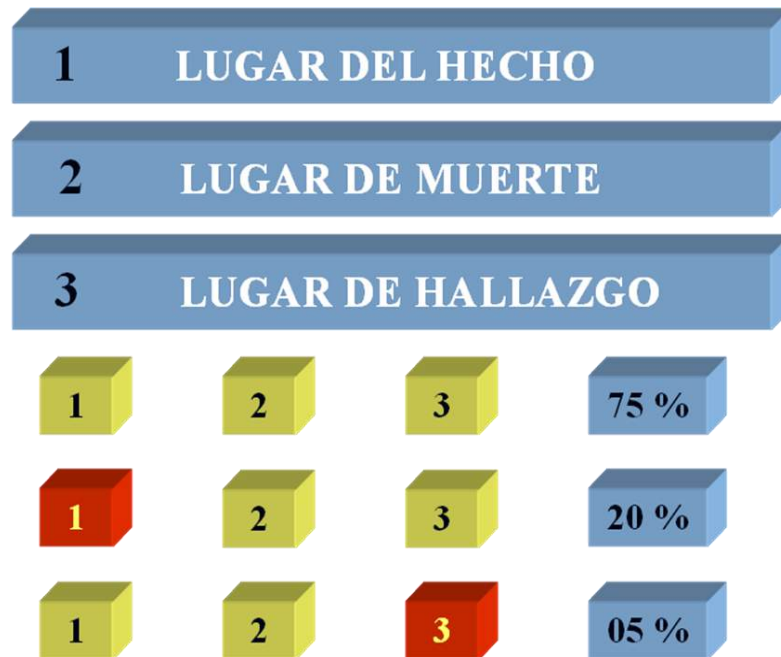 1 LUGAR DEL HECHO
2 LUGAR DE MUERTE
3 LUGAR DE HALLAZGO
1 2 3 75 %
1 2 3 20 %
1 2 3 05 %